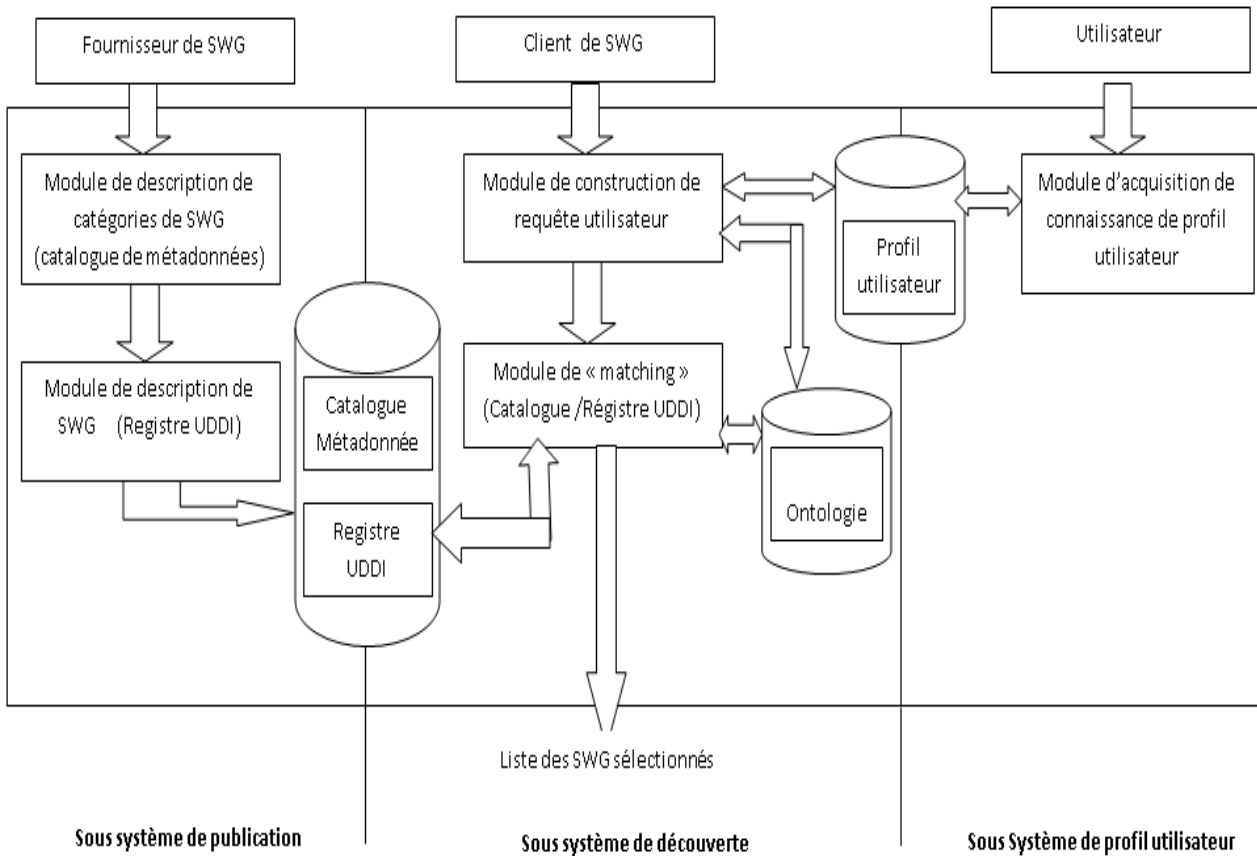 Fournisseur de SWG
Client de SWG
Utilisateur
Module de description de
catégories de SWG
(catalogue de métadonnées)
Module de construction de
requête utilisateur
Profil
utilisateur
Module d'acquisition de
connaissance de profil
utilisateur
Module de description de
SWG (Registre UDDI)
Catalogue
Métadonnée
Registre
UDDI
Module de « matching »
(Catalogue /Régistre UDDI)
Ontologie
Liste des SWG sélectionnés
Sous système de publication
Sous système de découverte
Sous Système de profil utilisateur